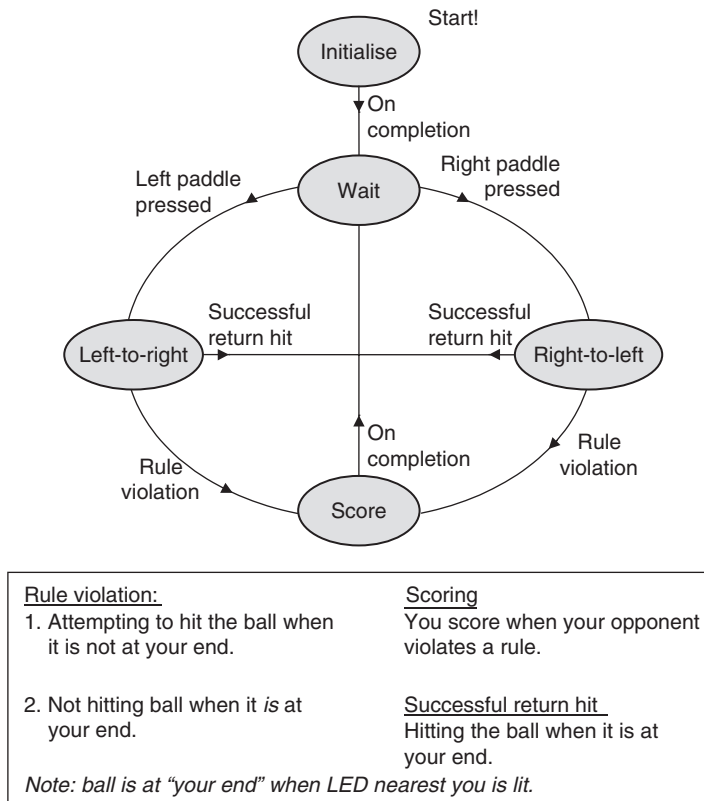 Start!
Initialise
On
completion
Left paddle
pressed
Right paddle
pressed
Wait
Successful
return hit
Successful
return hit
Left-to-right
Right-to-left
On
completion
Rule
violation
Rule
violation
Score
Rule violation:
1. Attempting to hit the ball when
it is not at your end.
2. Not hitting ball when it is at
your end.
Scoring
You score when your opponent
violates a rule.
Successful return hit
Hitting the ball when it is at
your end.
Note: ball is at “your end” when LED nearest you is lit.